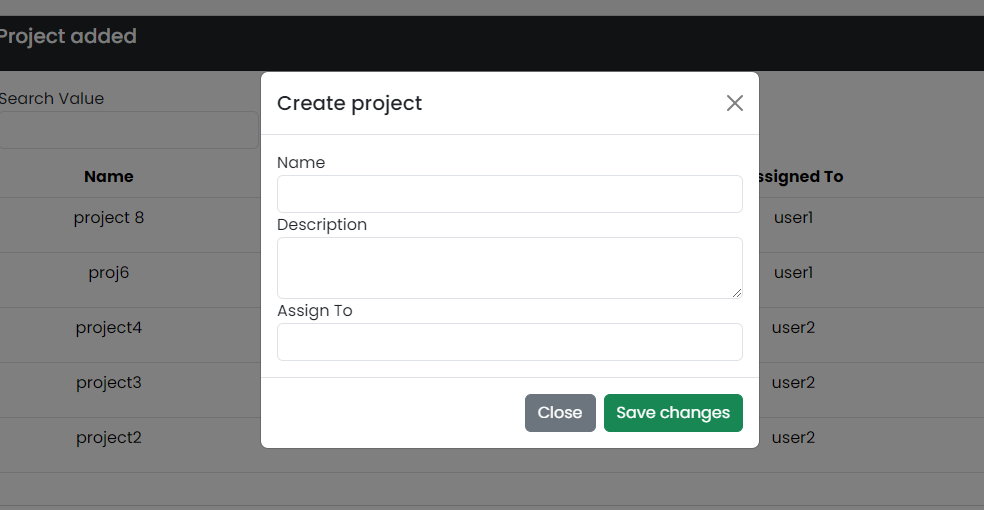 Project added
Search Value
Create project
Name
Description
Assign To
Close
Save changes
Name
ssigned To
project 8
user1
proj6
user1
project4
user2
project3
user2
project2
user2